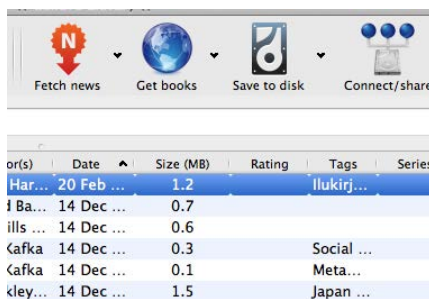 N
Fetch news Get books Save to disk Connect/share
or(s) Date Size (MB) Rating Tags Series
Har... 20 Feb ... 1.2 Ilukirj...
Ba... 14 Dec ... 0.7
ills ... 14 Dec ... 0.6
Kafka 14 Dec ... 0.3 Social ...
Kafka 14 Dec ... 0.1 Meta...
kley... 14 Dec ... 1.5 Japan ...